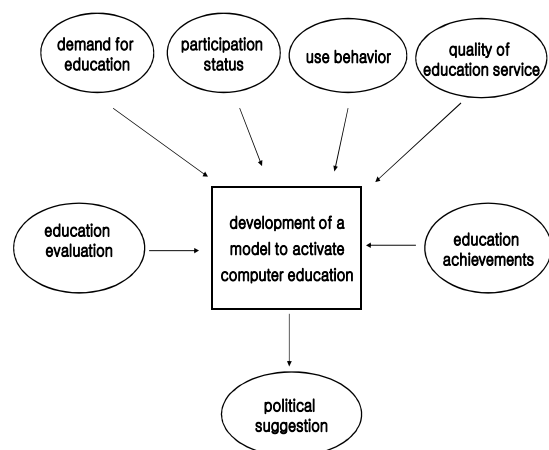 demand for
education
participation
status
use behavior
quality of
education service
education
evaluation
development of a
model to activate
computer education
education
achievements
political
suggestion